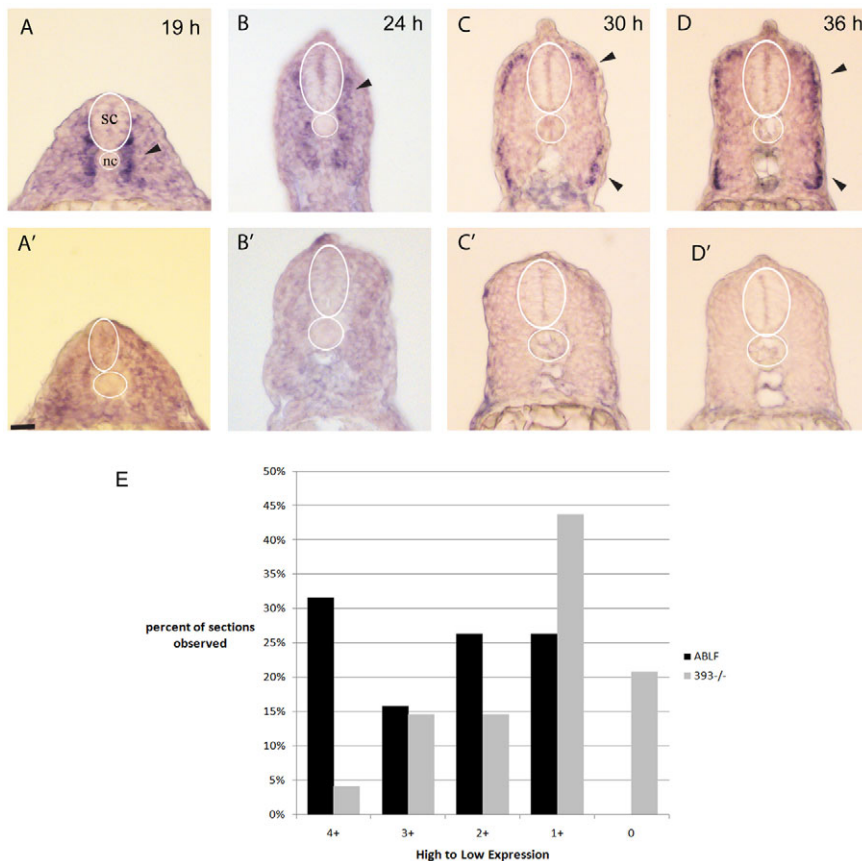 A 19 h
B 24 h
C 30 h
D 36 h
sc
nc
A'
B'
C'
D'
E
50%
45%
40%
35%
30%
25%
20%
15%
10%
5%
0%
percent of sections
observed
4+ 3+ 2+ 1+ 0
High to Low Expression
ABLF
393-/-